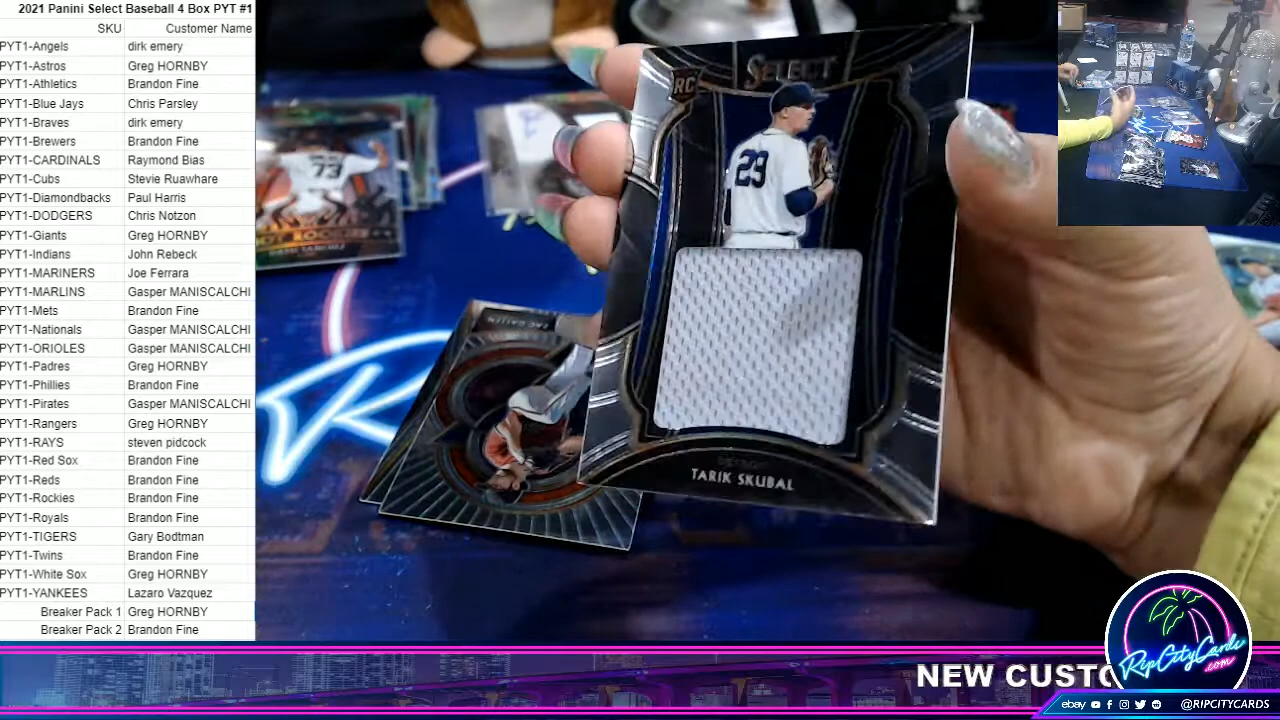 2021 Panini Select Baseball 4 Box PYT #1
SKU Customer Name
PYT1-Angels dirk emery
PYT1-Astros Greg HORNBY
PYT1-Athletics Brandon Fine
PYT1-Blue Jays Chris Parsley
PYT1-Braves dirk emery
PYT1-Brewers Brandon Fine
PYT1-CARDINALS Raymond Bias
PYT1-Cubs Stevie Ruawhare
PYT1-Diamondbacks Paul Harris
PYT1-DODGERS Chris Notzon
PYT1-Giants Greg HORNBY
PYT1-Indians John Rebeck
PYT1-MARINERS Joe Ferrara
PYT1-MARLINS Gasper MANISCALCHI
PYT1-Mets Brandon Fine
PYT1-Nationals Gasper MANISCALCHI
PYT1-ORIOLES Gasper MANISCALCHI
PYT1-Padres Greg HORNBY
PYT1-Phillies Brandon Fine
PYT1-Pirates Gasper MANISCALCHI
PYT1-Rangers Greg HORNBY
PYT1-RAYS steven pidcock
PYT1-Red Sox Brandon Fine
PYT1-Reds Brandon Fine
PYT1-Rockies Brandon Fine
PYT1-Royals Brandon Fine
PYT1-TIGERS Gary Bodtman
PYT1-Twins Brandon Fine
PYT1-White Sox Greg HORNBY
PYT1-YANKEES Lazaro Vazquez
Breaker Pack 1 Greg HORNBY
Breaker Pack 2 Brandon Fine
SELECT
RC
29
TARIK SKUBAL
73
ZAC GALLEN
NEW CUSTO
RipCityCards
.com
ebay @RIPCITYCARDS